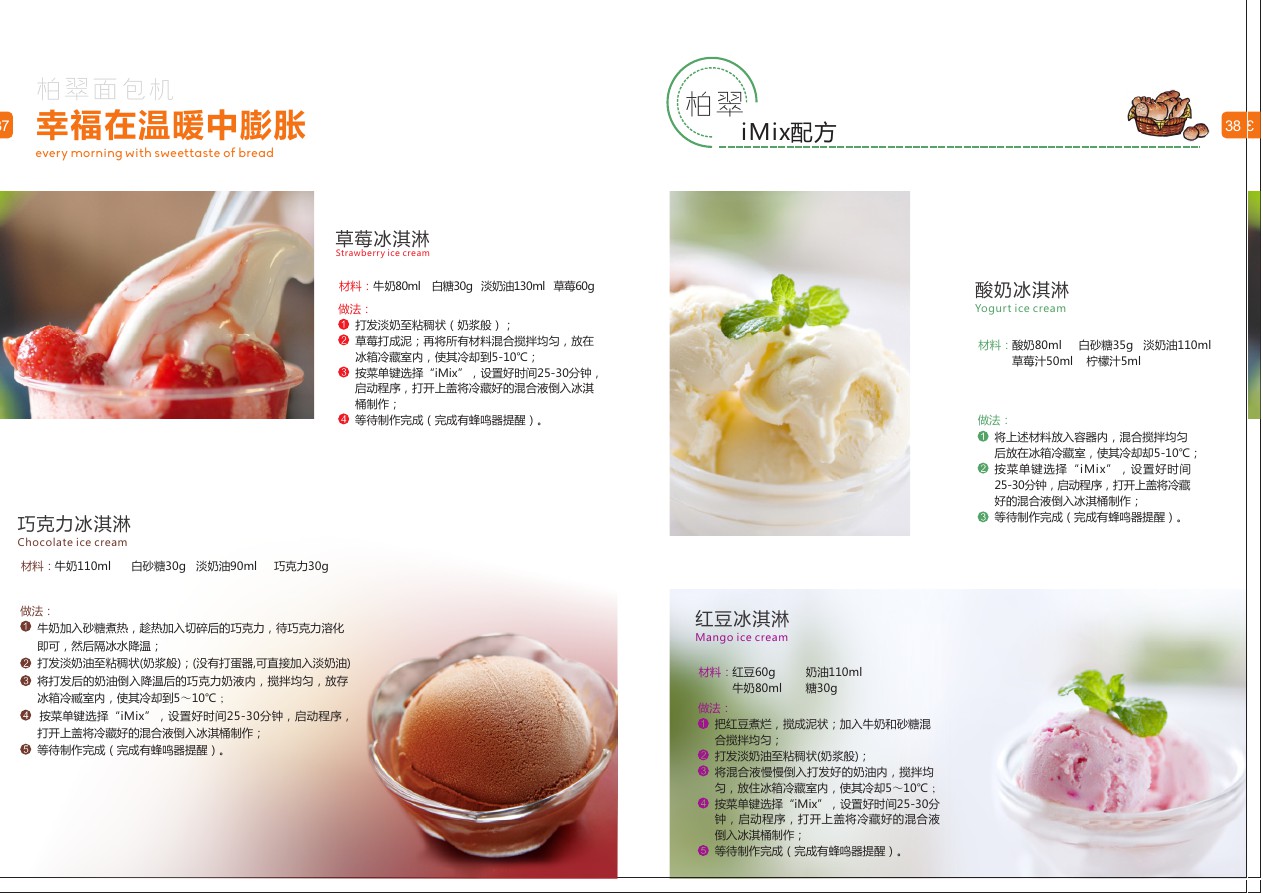 柏翠面包机
37
幸福在温暖中膨胀
every morning with sweettaste of bread
草莓冰淇淋
Strawberry ice cream
材料：牛奶80ml 白糖30g 淡奶油130ml 草莓60g
做法：
1 打发淡奶至粘稠状（奶浆般）；
2 草莓打成泥；再将所有材料混合搅拌均匀，放在
冰箱冷藏室内，使其冷却到5-10℃；
3 按菜单键选择“iMix”，设置好时间25-30分钟，
启动程序，打开上盖将冷藏好的混合液倒入冰淇
桶制作；
4 等待制作完成（完成有蜂鸣器提醒）。
巧克力冰淇淋
Chocolate ice cream
材料：牛奶110ml 白砂糖30g 淡奶油90ml 巧克力30g
做法：
1 牛奶加入砂糖煮热，趁热加入切碎后的巧克力，待巧克力溶化
即可，然后隔冰水降温；
2 打发淡奶油至粘稠状(奶浆般)；(没有打蛋器,可直接加入淡奶油)
3 将打发后的奶油倒入降温后的巧克力奶液内，搅拌均匀，放存
冰箱冷藏室内，使其冷却到5～10℃；
4 按菜单键选择“iMix”，设置好时间25-30分钟，启动程序，
打开上盖将冷藏好的混合液倒入冰淇桶制作；
5 等待制作完成（完成有蜂鸣器提醒）。
柏翠
iMix配方
38
酸奶冰淇淋
Yogurt ice cream
材料：酸奶80ml 白砂糖35g 淡奶油110ml
草莓汁50ml 柠檬汁5ml
做法：
1 将上述材料放入容器内，混合搅拌均匀
后放在冰箱冷藏室，使其冷却却5-10℃；
2 按菜单键选择“iMix”，设置好时间
25-30分钟，启动程序，打开上盖将冷藏
好的混合液倒入冰淇桶制作；
3 等待制作完成（完成有蜂鸣器提醒）。
红豆冰淇淋
Mango ice cream
材料：红豆60g 奶油110ml
牛奶80ml 糖30g
做法：
1 把红豆煮烂，搅成泥状；加入牛奶和砂糖混
合搅拌均匀；
2 打发淡奶油至粘稠状(奶浆般)；
3 将混合液慢慢倒入打发好的奶油内，搅拌均
匀，放住冰箱冷藏室内，使其冷却5～10℃；
4 按菜单键选择“iMix”，设置好时间25-30分
钟，启动程序，打开上盖将冷藏好的混合液
倒入冰淇桶制作；
5 等待制作完成（完成有蜂鸣器提醒）。